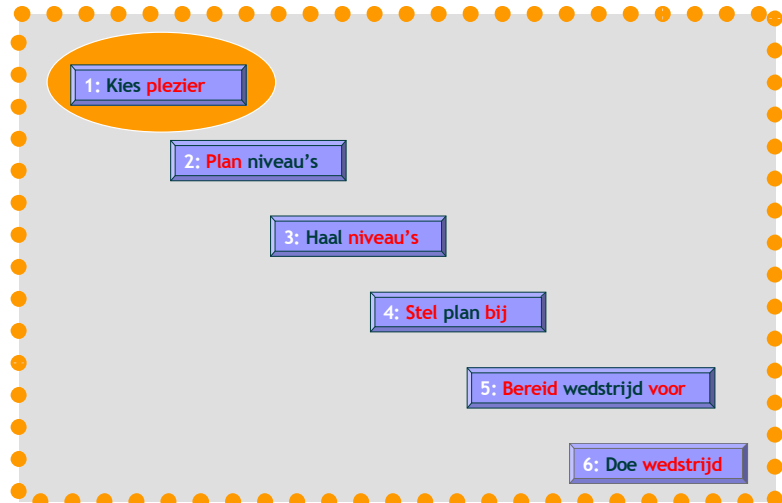 1: Kies plezier
2: Plan niveau’s
3: Haal niveau’s
4: Stel plan bij
5: Bereid wedstrijd voor
6: Doe wedstrijd